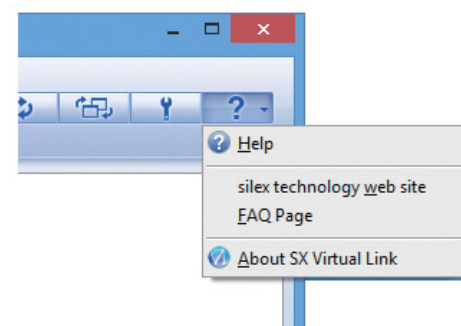 ?
Help
silex technology web site
FAQ Page
About SX Virtual Link